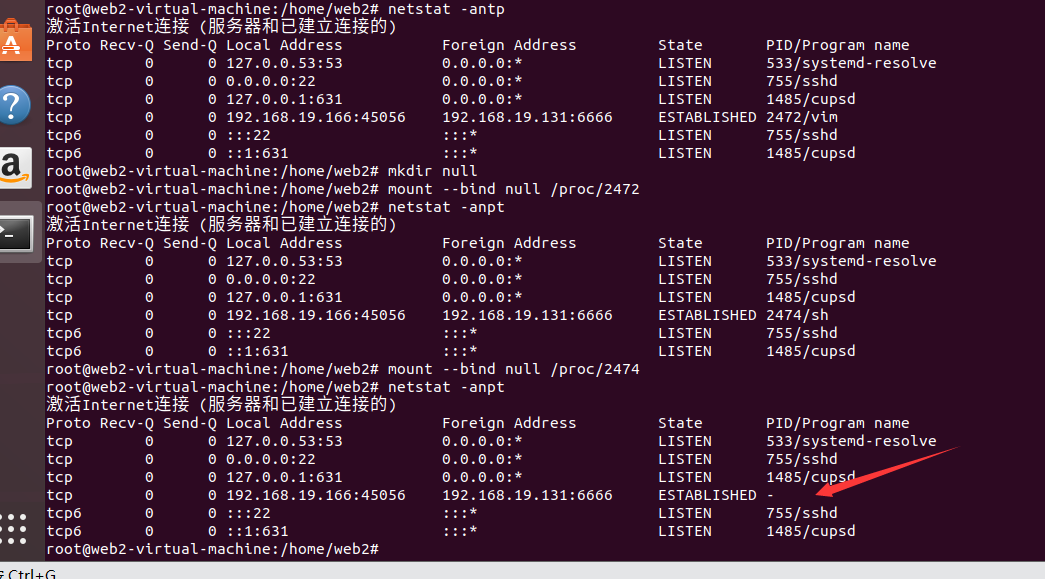 root@web2-virtual-machine:/home/web2# netstat -antp
激活Internet连接 (服务器和已建立连接的)
Proto Recv-Q Send-Q Local Address           Foreign Address         State       PID/Program name
tcp        0      0 127.0.0.53:53           0.0.0.0:*               LISTEN      533/systemd-resolve
tcp        0      0 0.0.0.0:22              0.0.0.0:*               LISTEN      755/sshd
tcp        0      0 127.0.0.1:631           0.0.0.0:*               LISTEN      1485/cupsd
tcp        0      0 192.168.19.166:45056    192.168.19.131:6666     ESTABLISHED 2472/vim
tcp6       0      0 :::22                   :::*                    LISTEN      755/sshd
tcp6       0      0 ::1:631                 :::*                    LISTEN      1485/cupsd
root@web2-virtual-machine:/home/web2# mkdir null
root@web2-virtual-machine:/home/web2# mount --bind null /proc/2472
root@web2-virtual-machine:/home/web2# netstat -anpt
激活Internet连接 (服务器和已建立连接的)
Proto Recv-Q Send-Q Local Address           Foreign Address         State       PID/Program name
tcp        0      0 127.0.0.53:53           0.0.0.0:*               LISTEN      533/systemd-resolve
tcp        0      0 0.0.0.0:22              0.0.0.0:*               LISTEN      755/sshd
tcp        0      0 127.0.0.1:631           0.0.0.0:*               LISTEN      1485/cupsd
tcp        0      0 192.168.19.166:45056    192.168.19.131:6666     ESTABLISHED 2474/sh
tcp6       0      0 :::22                   :::*                    LISTEN      755/sshd
tcp6       0      0 ::1:631                 :::*                    LISTEN      1485/cupsd
root@web2-virtual-machine:/home/web2# mount --bind null /proc/2474
root@web2-virtual-machine:/home/web2# netstat -anpt
激活Internet连接 (服务器和已建立连接的)
Proto Recv-Q Send-Q Local Address           Foreign Address         State       PID/Program name
tcp        0      0 127.0.0.53:53           0.0.0.0:*               LISTEN      533/systemd-resolve
tcp        0      0 0.0.0.0:22              0.0.0.0:*               LISTEN      755/sshd
tcp        0      0 127.0.0.1:631           0.0.0.0:*               LISTEN      1485/cupsd
tcp        0      0 192.168.19.166:45056    192.168.19.131:6666     ESTABLISHED -
tcp6       0      0 :::22                   :::*                    LISTEN      755/sshd
tcp6       0      0 ::1:631                 :::*                    LISTEN      1485/cupsd
root@web2-virtual-machine:/home/web2#
Ctrl+G